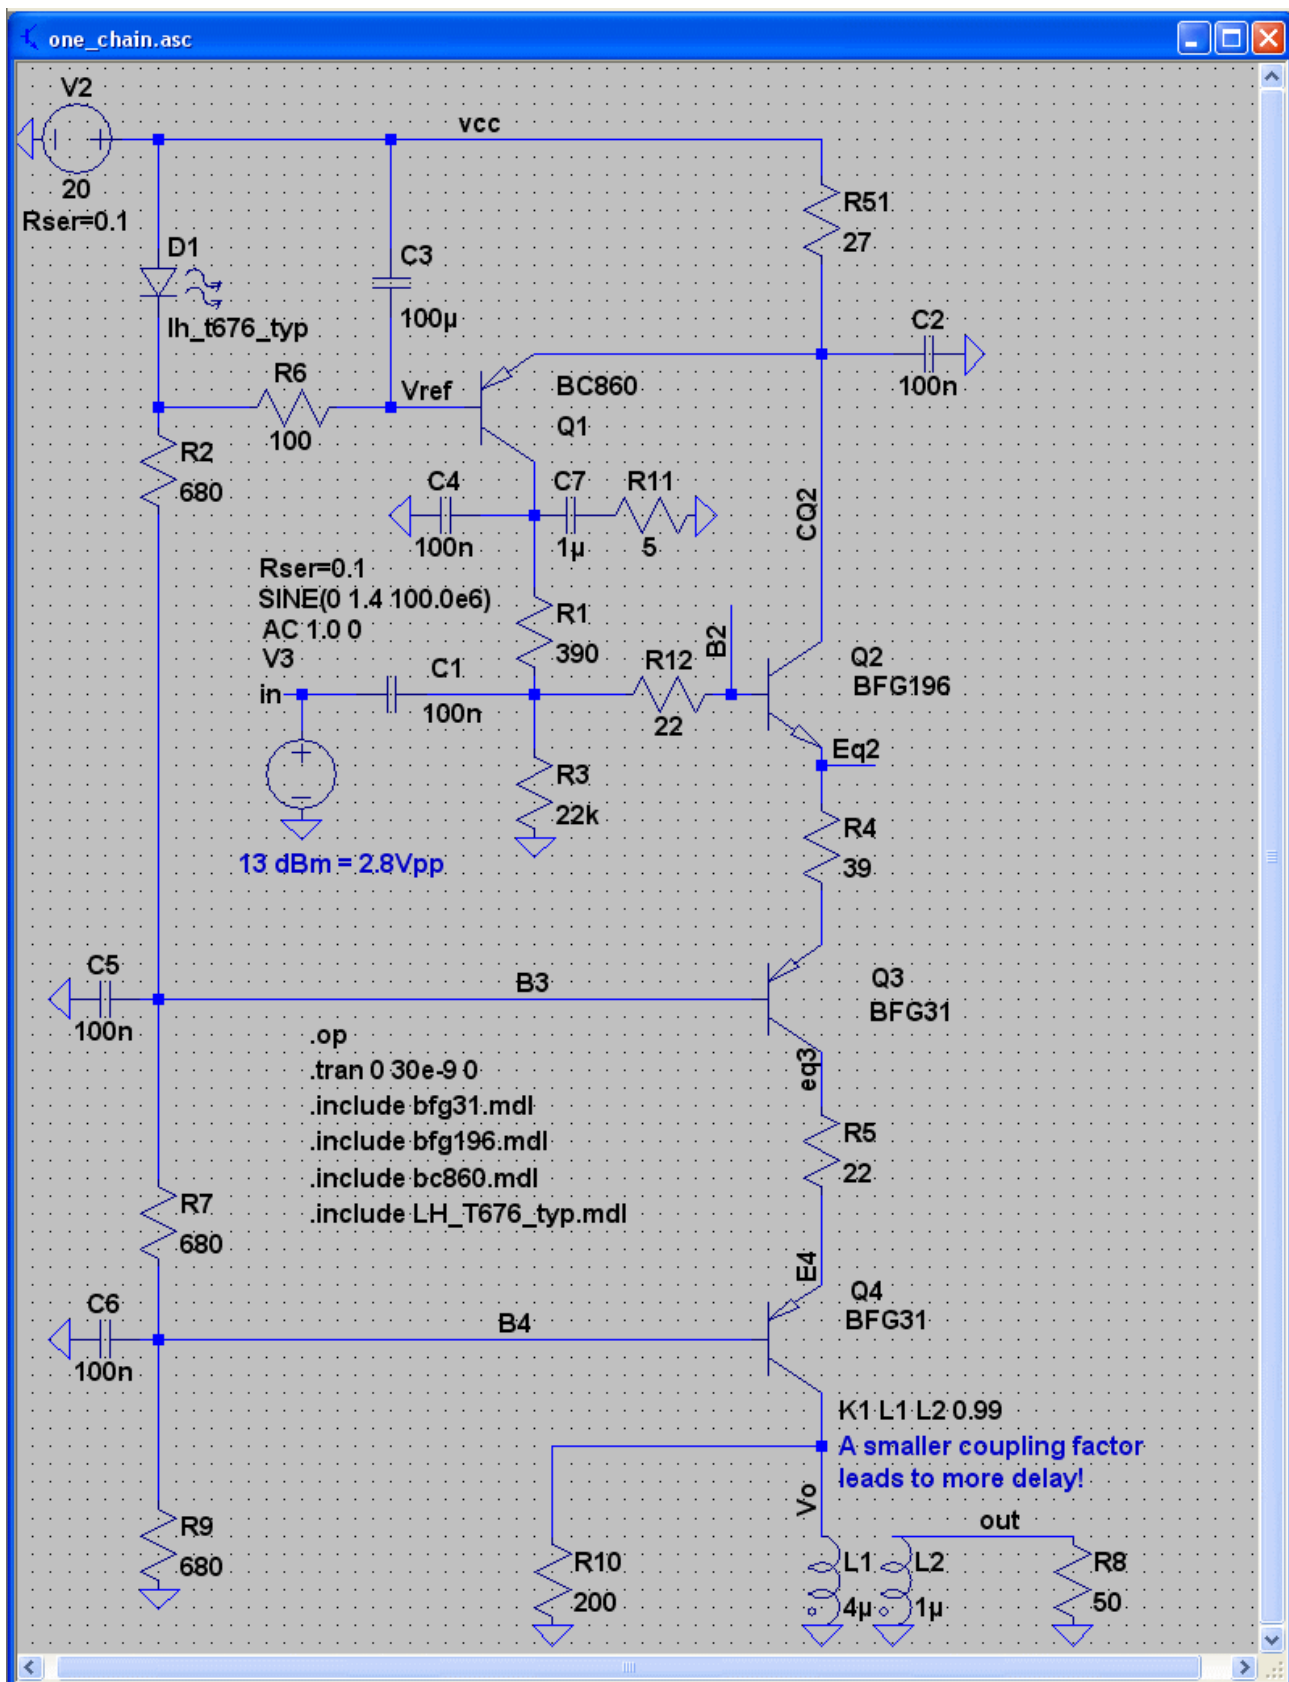 one_chain.asc
V2
vcc
20
Rser=0.1
R51
27
D1
lh_t676_typ
C3
100µ
C2
100n
R6
100
Vref
BC860
Q1
R2
680
C4
100n
C7
1µ
R11
5
CQ2
Rser=0.1
SINE(0 1.4 100.0e6)
AC 1.0 0
V3
in
C1
100n
R1
390
R12
22
B2
Q2
BFG196
Eq2
R3
22k
13 dBm = 2.8Vpp
R4
39
C5
100n
B3
Q3
BFG31
eq3
.op
.tran 0 30e-9 0
.include bfg31.mdl
.include bfg196.mdl
.include bc860.mdl
.include LH_T676_typ.mdl
R5
22
R7
680
E4
Q4
BFG31
C6
100n
B4
K1 L1 L2 0.99
A smaller coupling factor
leads to more delay!
Vo
out
R9
680
R10
200
L1
4µ
L2
1µ
R8
50